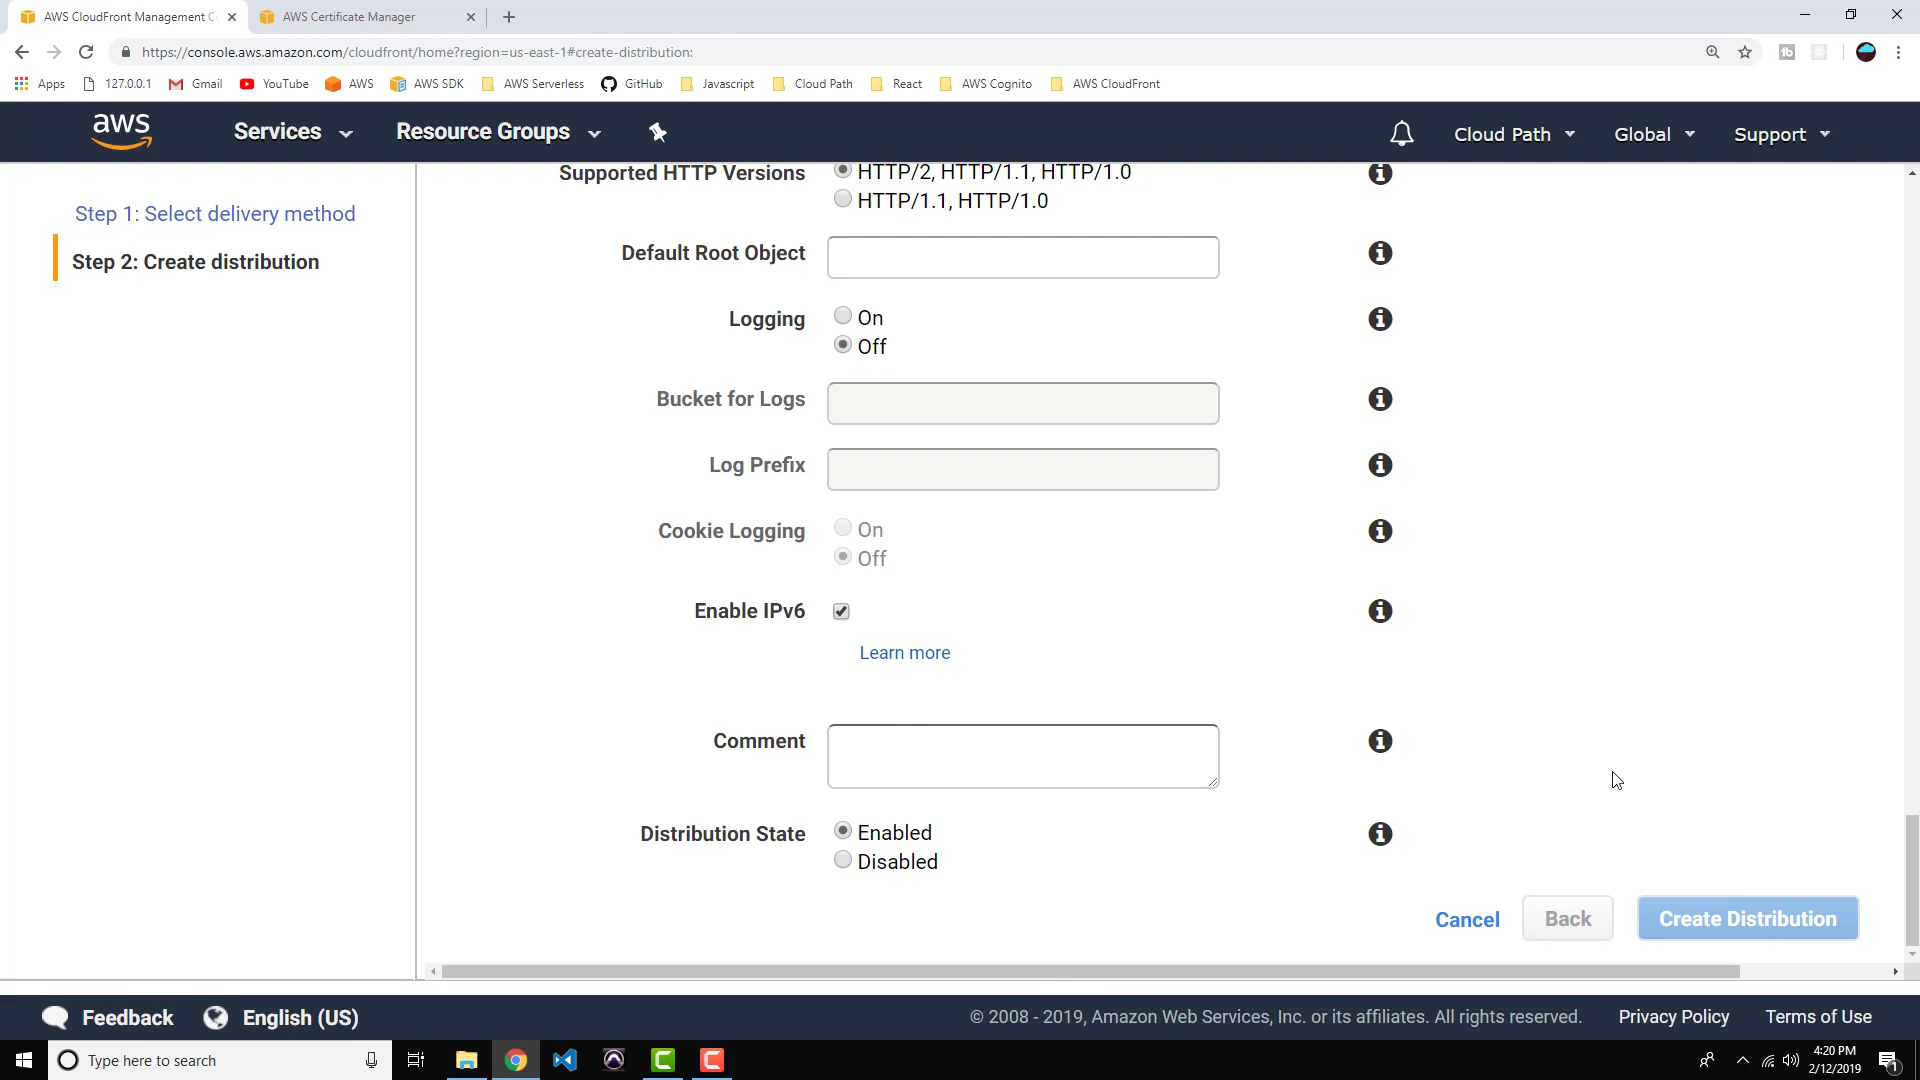 AWS CloudFront Management C
AWS Certificate Manager
https://console.aws.amazon.com/cloudfront/home?region=us-east-1#create-distribution:
Apps
127.0.0.1
Gmail
YouTube
AWS
AWS SDK
AWS Serverless
GitHub
Javascript
Cloud Path
React
AWS Cognito
AWS CloudFront
aws
Services
Resource Groups
Cloud Path
Global
Support
Step 1: Select delivery method
Step 2: Create distribution
Supported HTTP Versions
HTTP/2, HTTP/1.1, HTTP/1.0
HTTP/1.1, HTTP/1.0
Default Root Object
Logging
On
Off
Bucket for Logs
Log Prefix
Cookie Logging
On
Off
Enable IPv6
Learn more
Comment
Distribution State
Enabled
Disabled
Cancel
Back
Create Distribution
Feedback
English (US)
© 2008 - 2019, Amazon Web Services, Inc. or its affiliates. All rights reserved.
Privacy Policy
Terms of Use
Type here to search
4:20 PM
2/12/2019
1